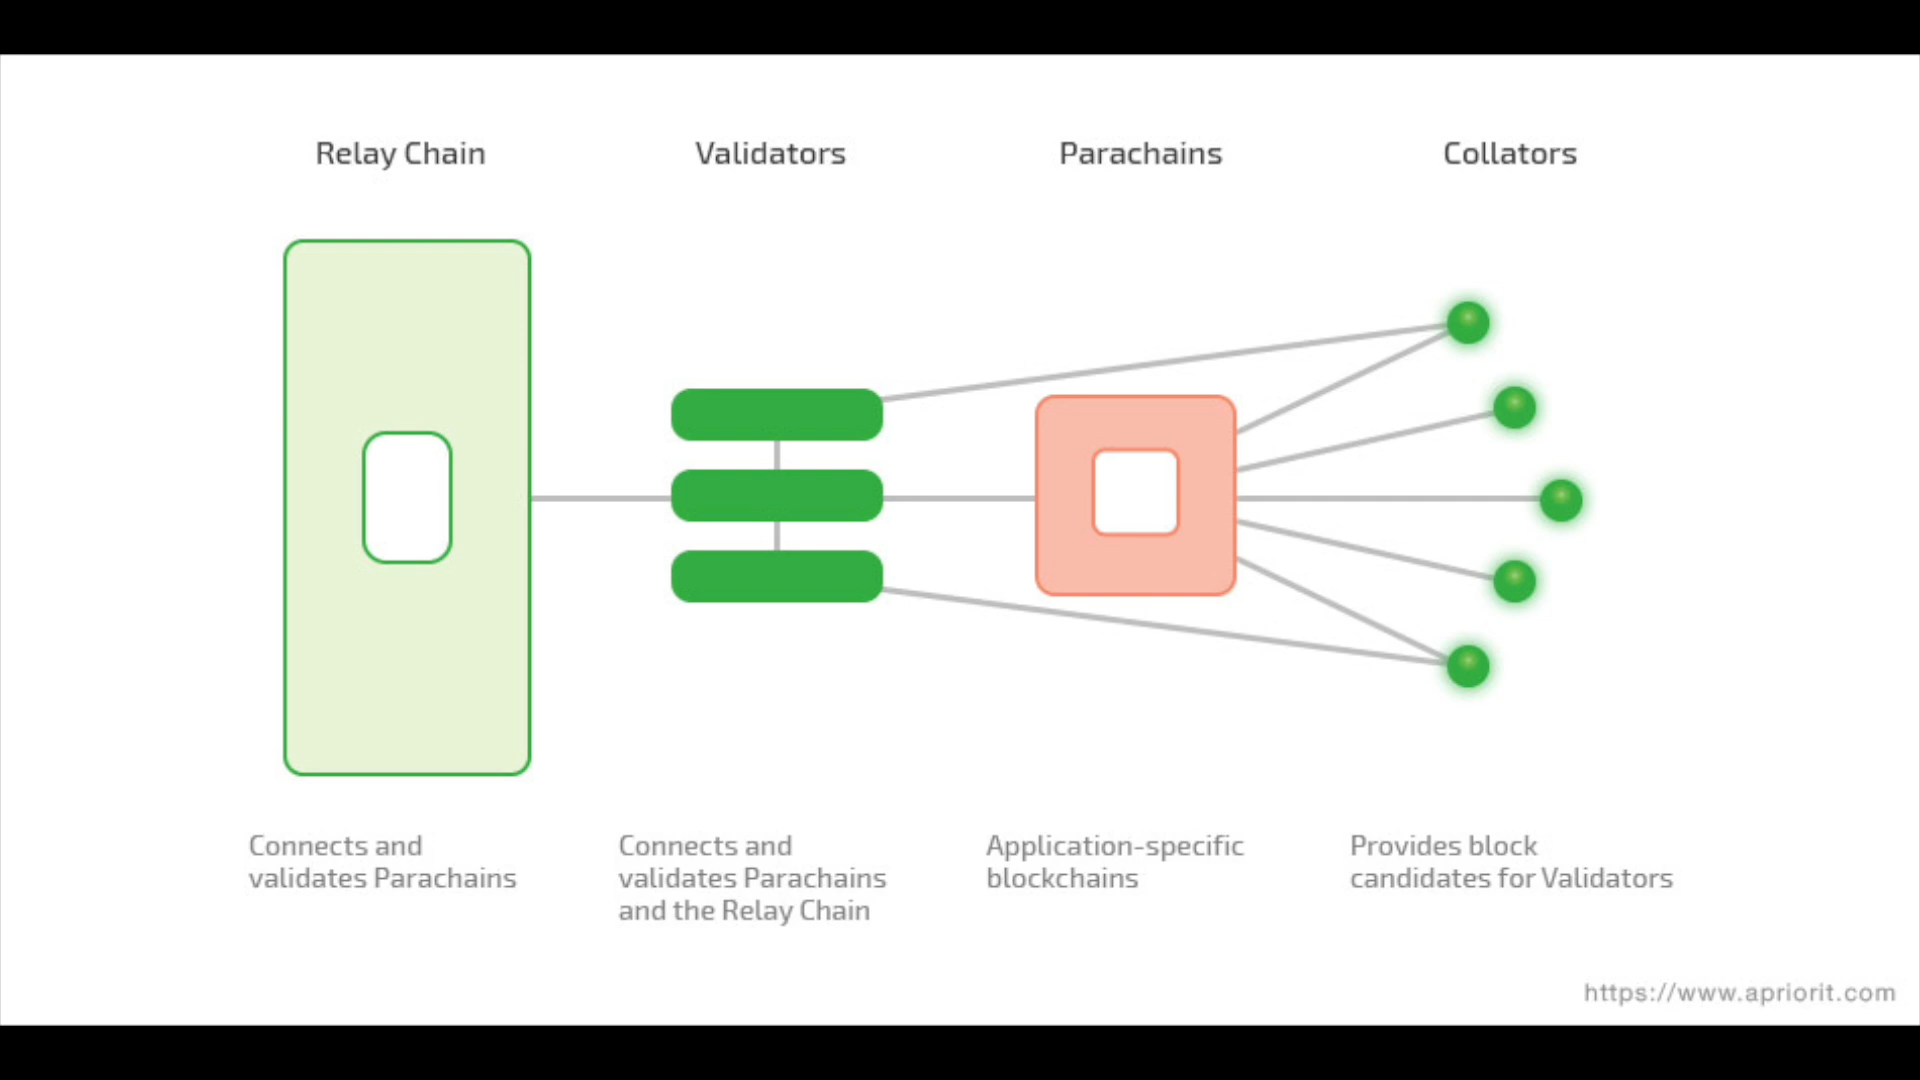 Relay Chain
Validators
Parachains
Collators
Connects and
validates Parachains
Connects and
validates Parachains
and the Relay Chain
Application-specific
blockchains
Provides block
candidates for Validators
https://www.apriorit.com